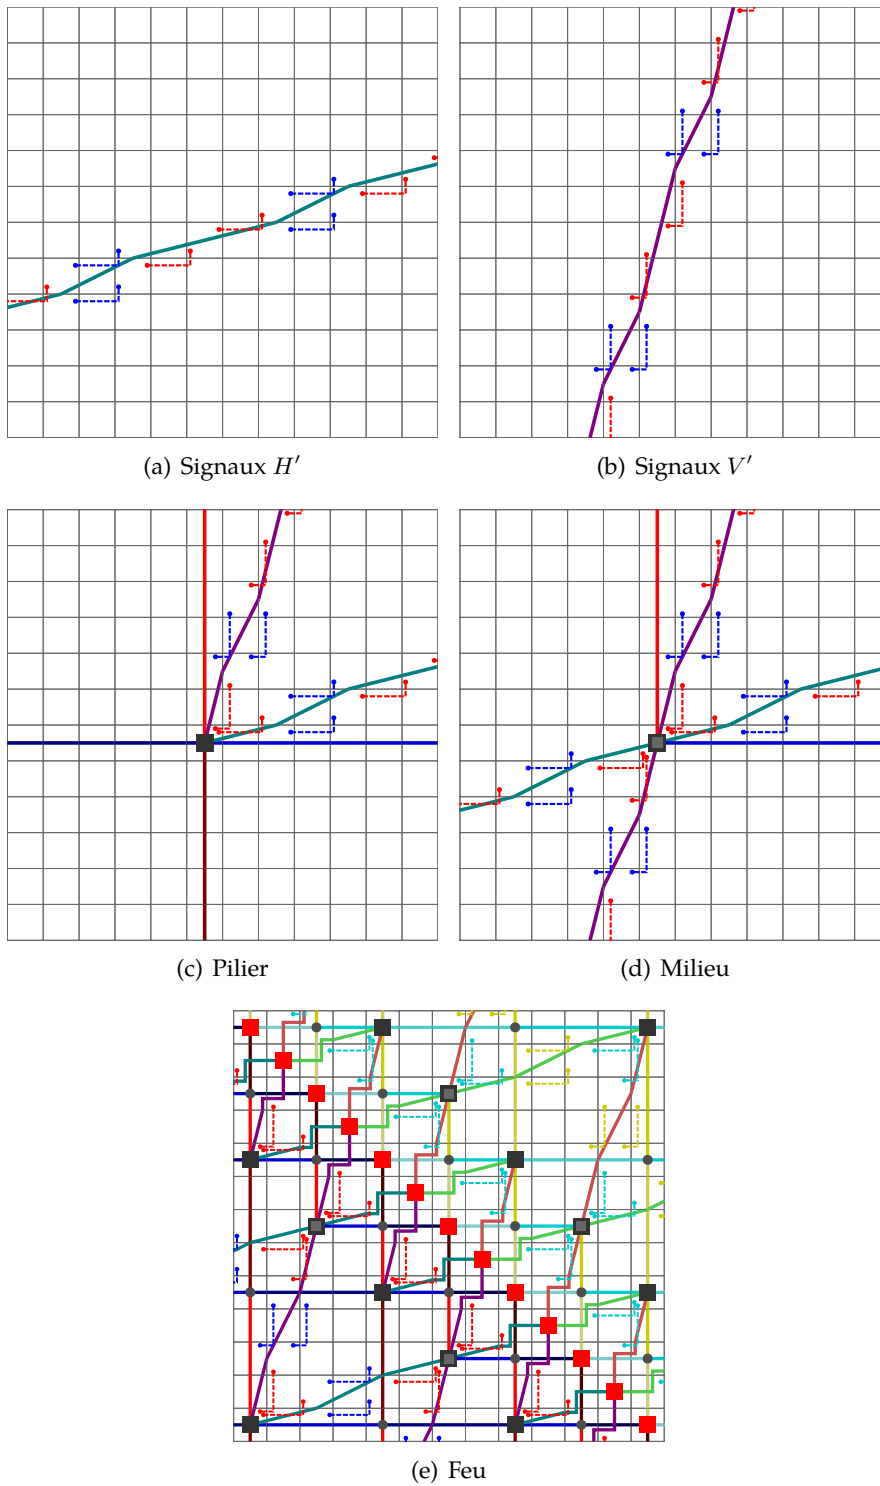 (a) Signaux H′
(b) Signaux V′
(c) Pilier
(d) Milieu
(e) Feu